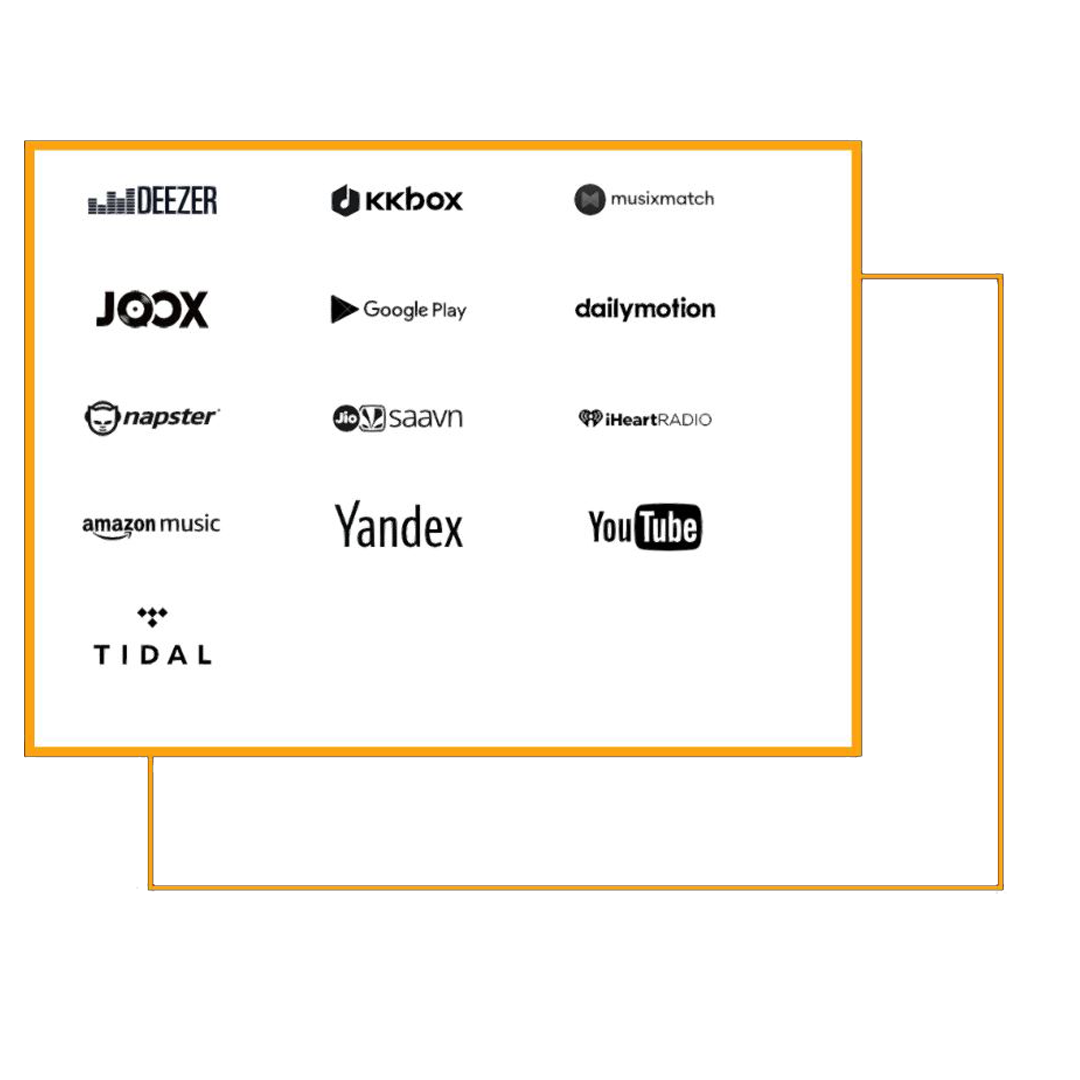 DEEZER
KKBOX
musixmatch
JOOX
Google Play
dailymotion
napster
Jio saavn
iHeartRADIO
amazon music
Yandex
YouTube
TIDAL